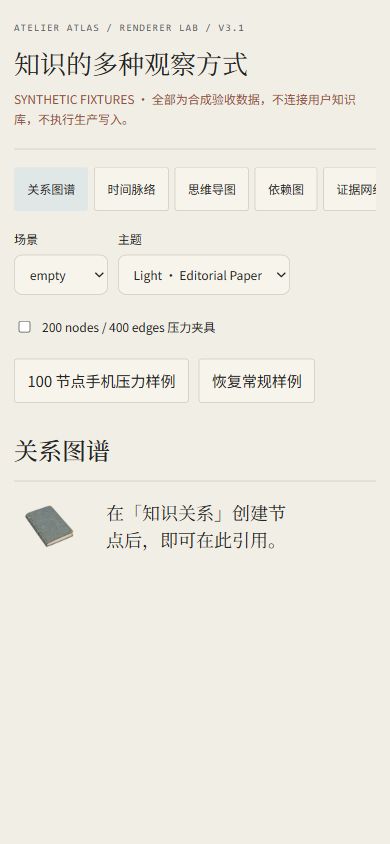 ATELIER ATLAS / RENDERER LAB / V3.1
知识的多种观察方式
SYNTHETIC FIXTURES · 全部为合成验收数据，不连接用户知识
库，不执行生产写入。
关系图谱 时间脉络 思维导图 依赖图 证据网络
场景 主题
empty Light · Editorial Paper
200 nodes / 400 edges 压力夹具
100 节点手机压力样例 恢复常规样例
关系图谱
在「知识关系」创建节
点后，即可在此引用。